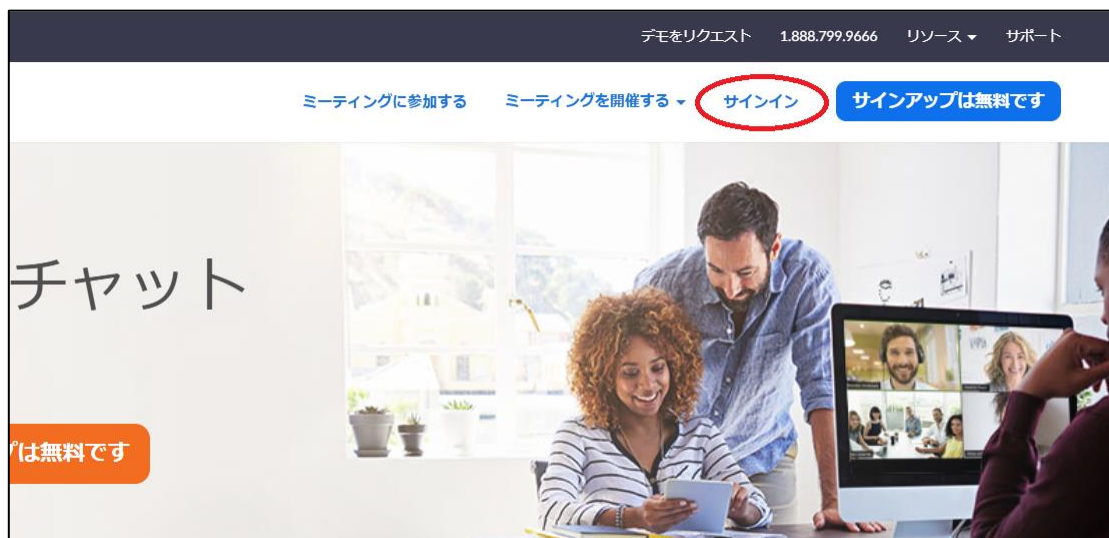 デモをリクエスト 1.888.799.9666 リソース サポート
ミーティングに参加する ミーティングを開催する サインイン サインアップは無料です
チャット
プは無料です